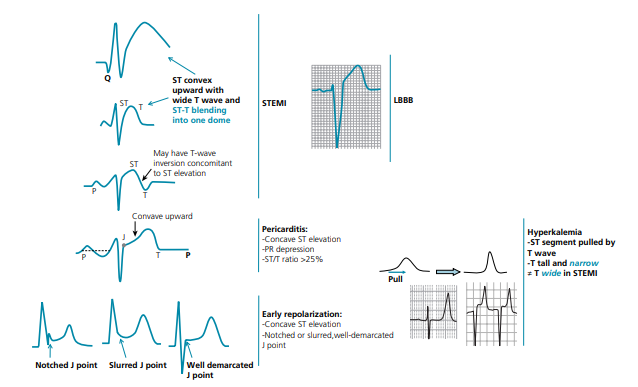 Q
ST convex
upward with
wide T wave and
ST-T blending
into one dome
ST
T
STEMI
LBBB
May have T-wave
inversion concomitant
to ST elevation
ST
P
T
Convave upward
J
P
T
P
Pericarditis:
-Concave ST elevation
-PR depression
-ST/T ratio >25%
Hyperkalemia
-ST segment pulled by
T wave
-T tall and narrow
≠ T wide in STEMI
Pull
Early repolarization:
-Concave ST elevation
-Notched or slurred,well-demarcated
J point
Notched J point
Slurred J point
Well demarcated
J point